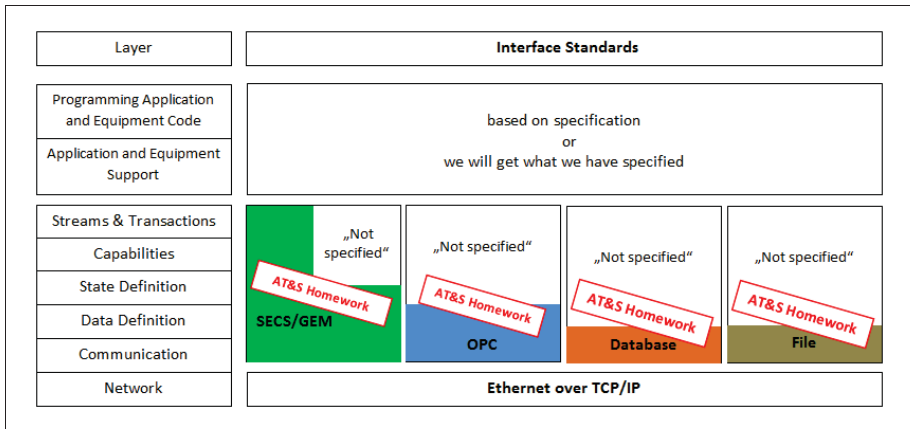 Layer
Interface Standards
Programming Application
and Equipment Code
Application and Equipment
Support
based on specification
or
we will get what we have specified
Streams & Transactions
Capabilities
State Definition
Data Definition
Communication
Network
„Not
specified“
AT&S Homework
SECS/GEM
„Not specified“
AT&S Homework
OPC
„Not specified“
AT&S Homework
Database
„Not specified“
AT&S Homework
File
Ethernet over TCP/IP